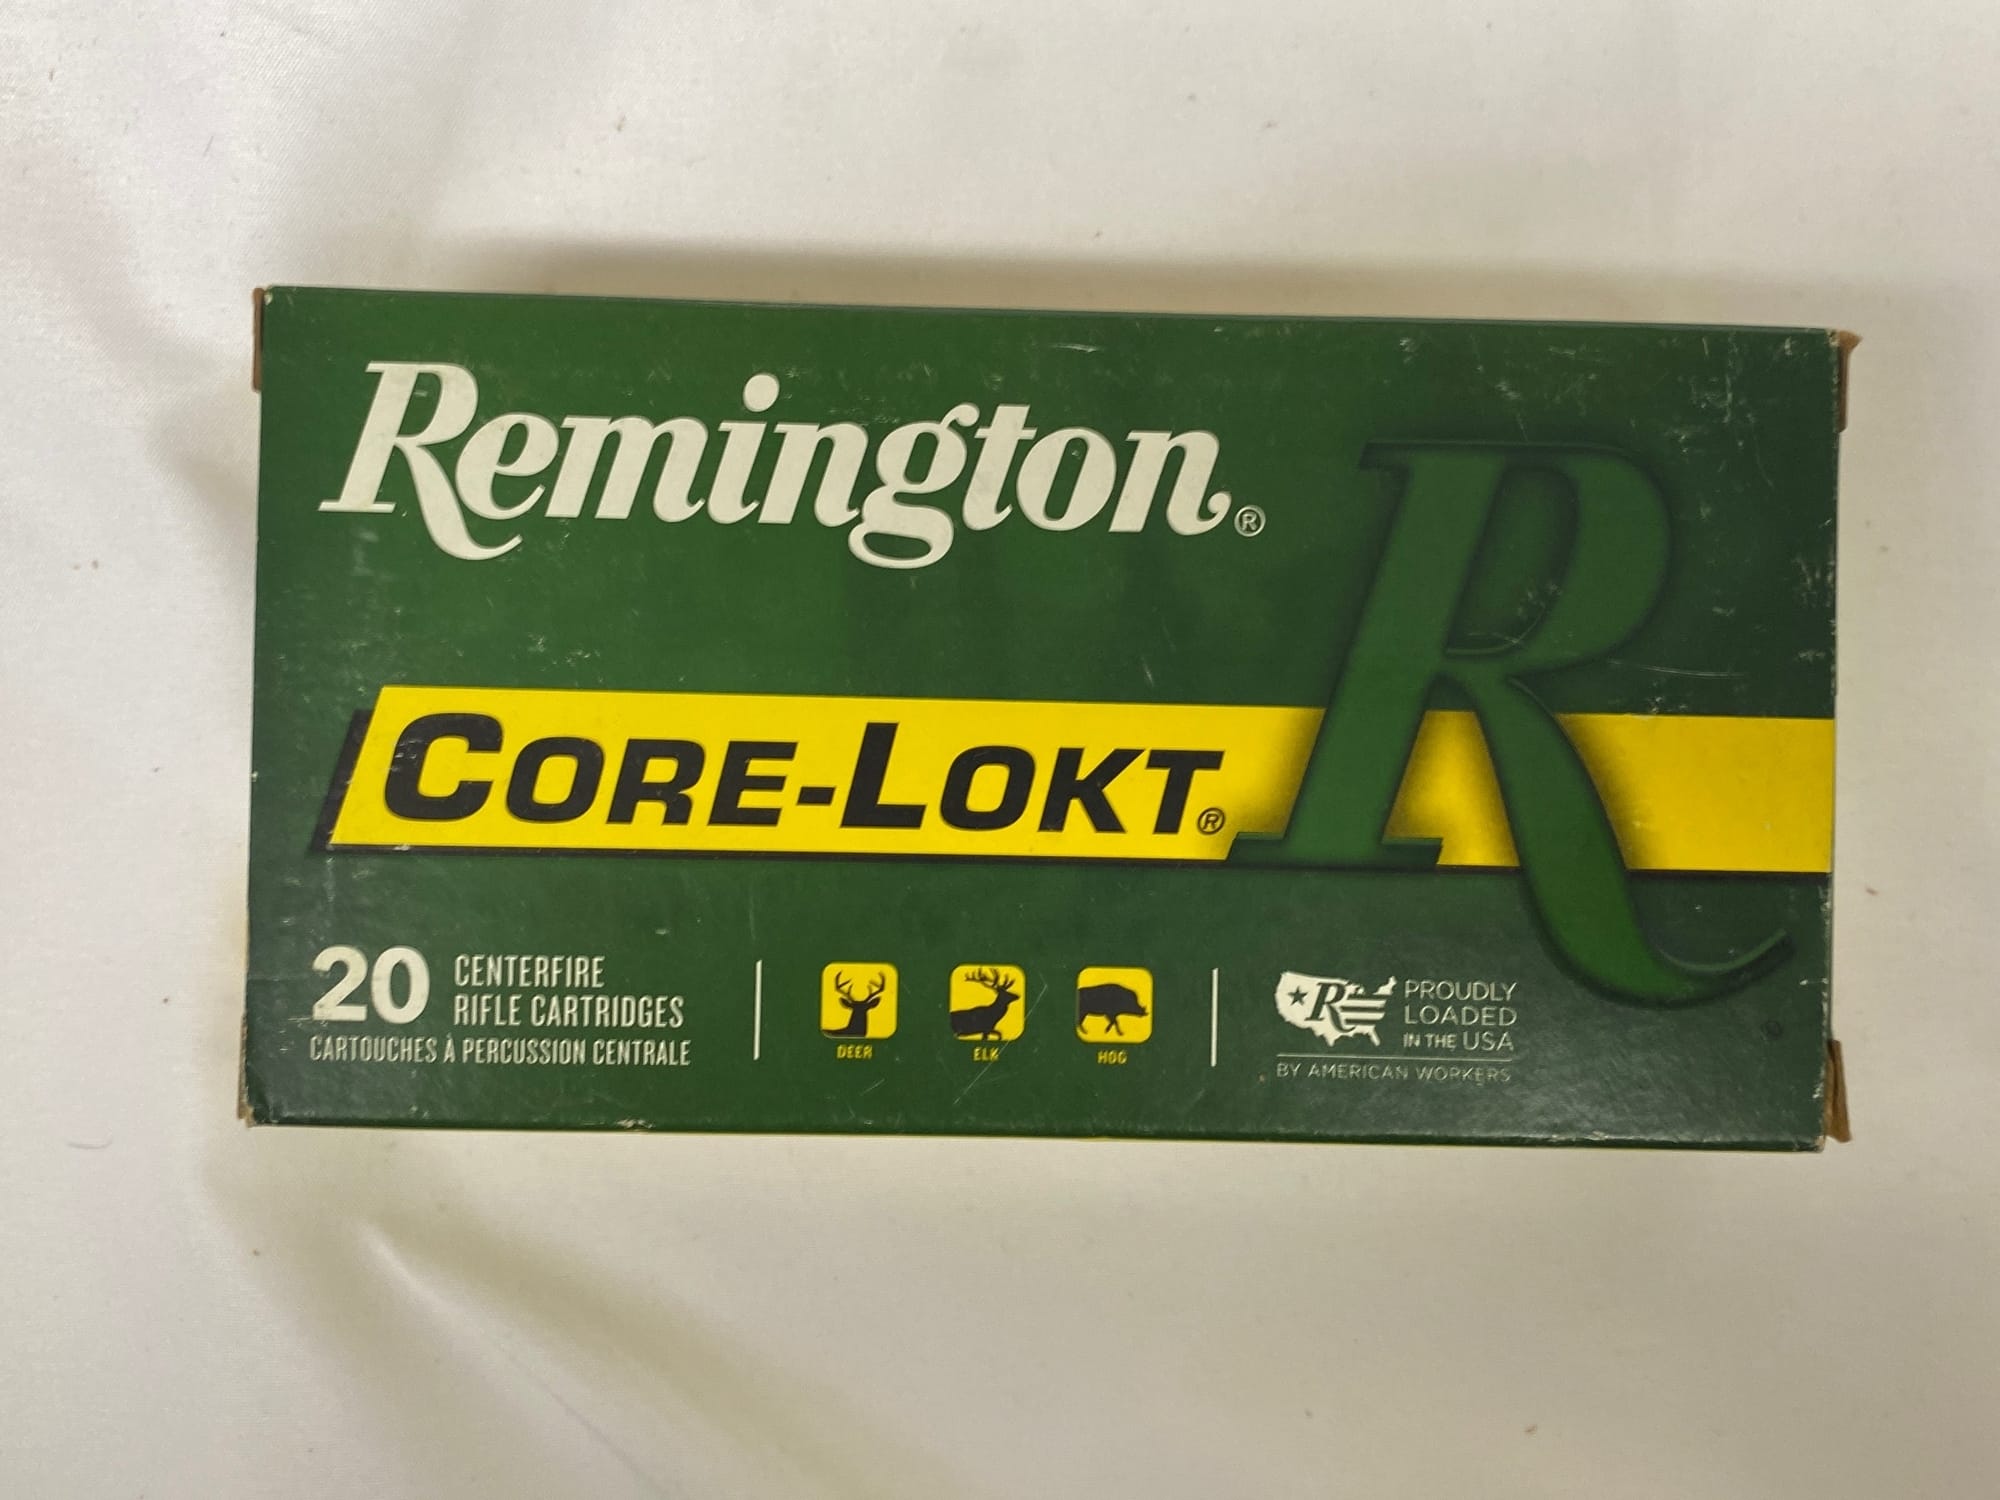 Remington®
CORE-LOKT®
R
20 CENTERFIRE
RIFLE CARTRIDGES
CARTOUCHES À PERCUSSION CENTRALE
DEER
ELK
HOG
R PROUDLY
LOADED
IN THE USA
BY AMERICAN WORKERS